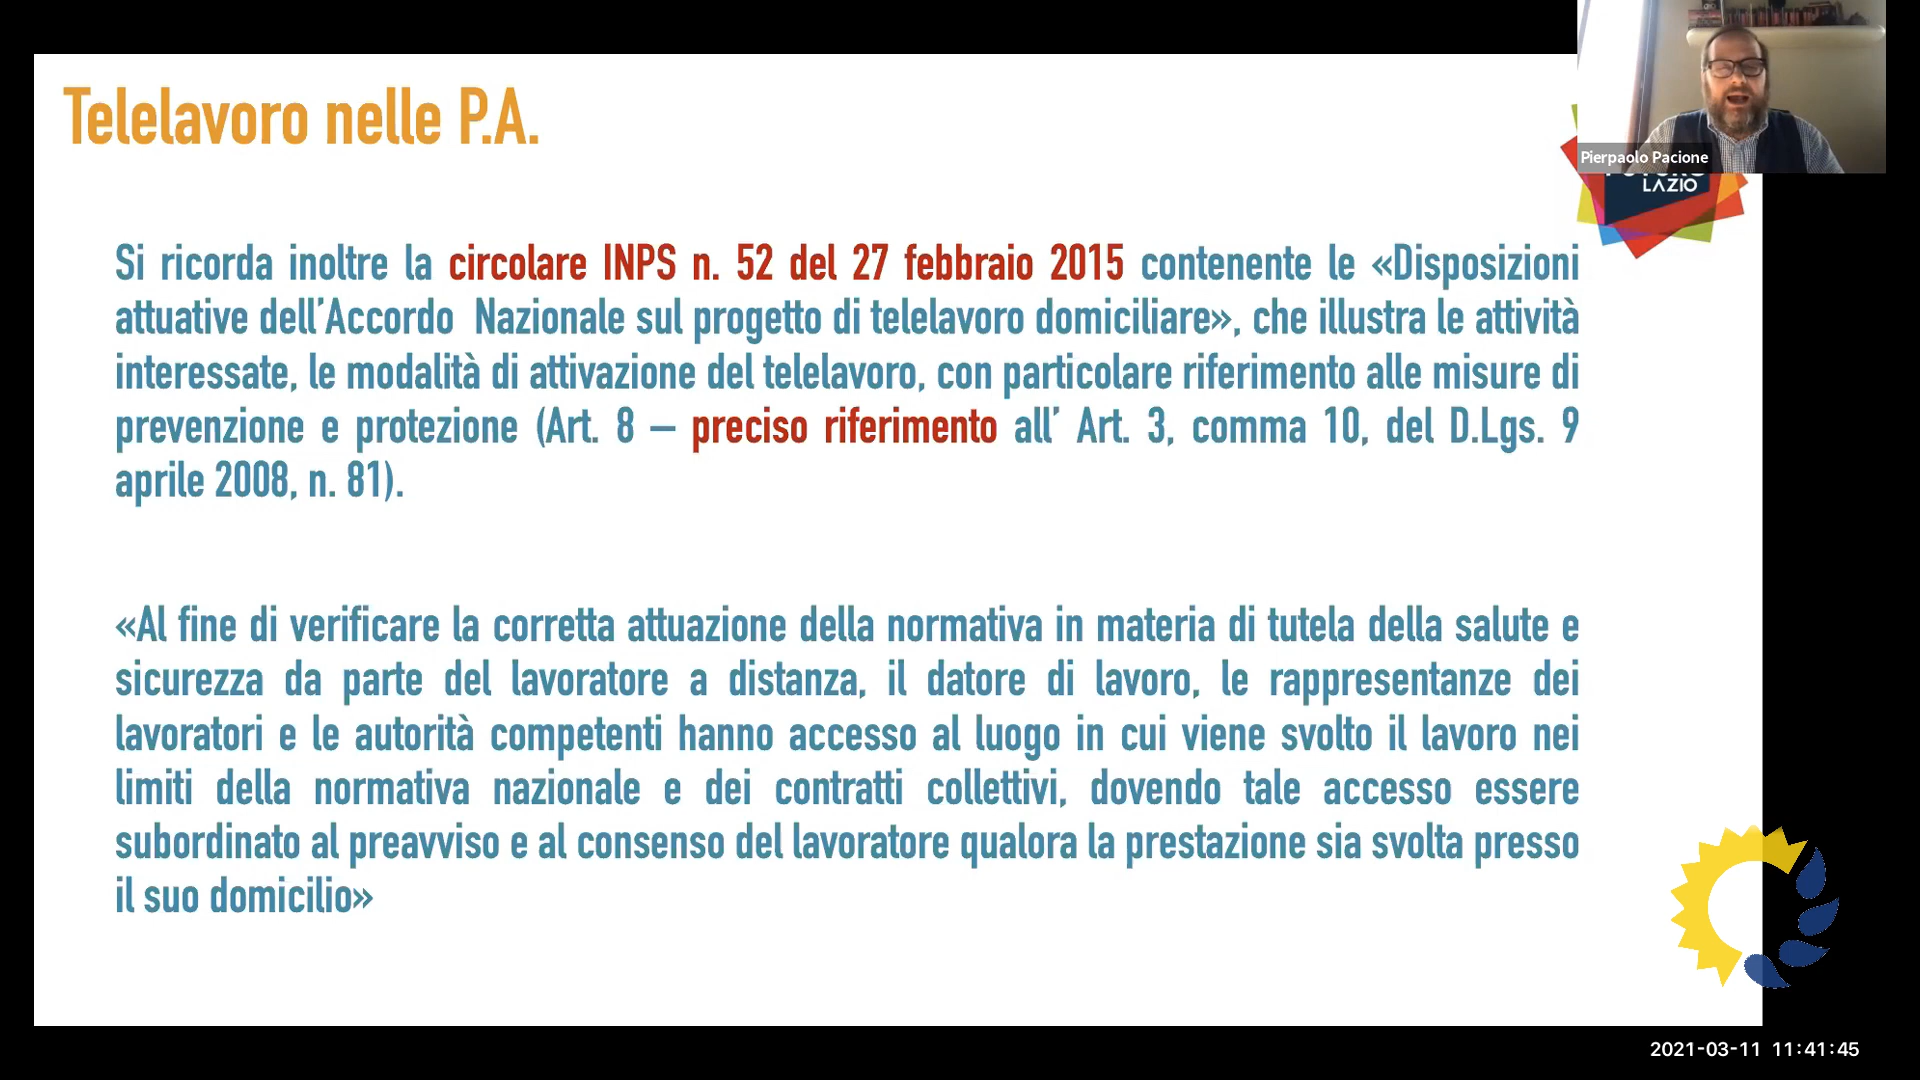 Telelavoro nelle P.A.
Pierpaolo Pacione
LAZIO
Si ricorda inoltre la circolare INPS n. 52 del 27 febbraio 2015 contenente le «Disposizioni
attuative dell’Accordo Nazionale sul progetto di telelavoro domiciliare», che illustra le attività
interessate, le modalità di attivazione del telelavoro, con particolare riferimento alle misure di
prevenzione e protezione (Art. 8 – preciso riferimento all’ Art. 3, comma 10, del D.Lgs. 9
aprile 2008, n. 81).
«Al fine di verificare la corretta attuazione della normativa in materia di tutela della salute e
sicurezza da parte del lavoratore a distanza, il datore di lavoro, le rappresentanze dei
lavoratori e le autorità competenti hanno accesso al luogo in cui viene svolto il lavoro nei
limiti della normativa nazionale e dei contratti collettivi, dovendo tale accesso essere
subordinato al preavviso e al consenso del lavoratore qualora la prestazione sia svolta presso
il suo domicilio»
2021-03-11 11:41:45